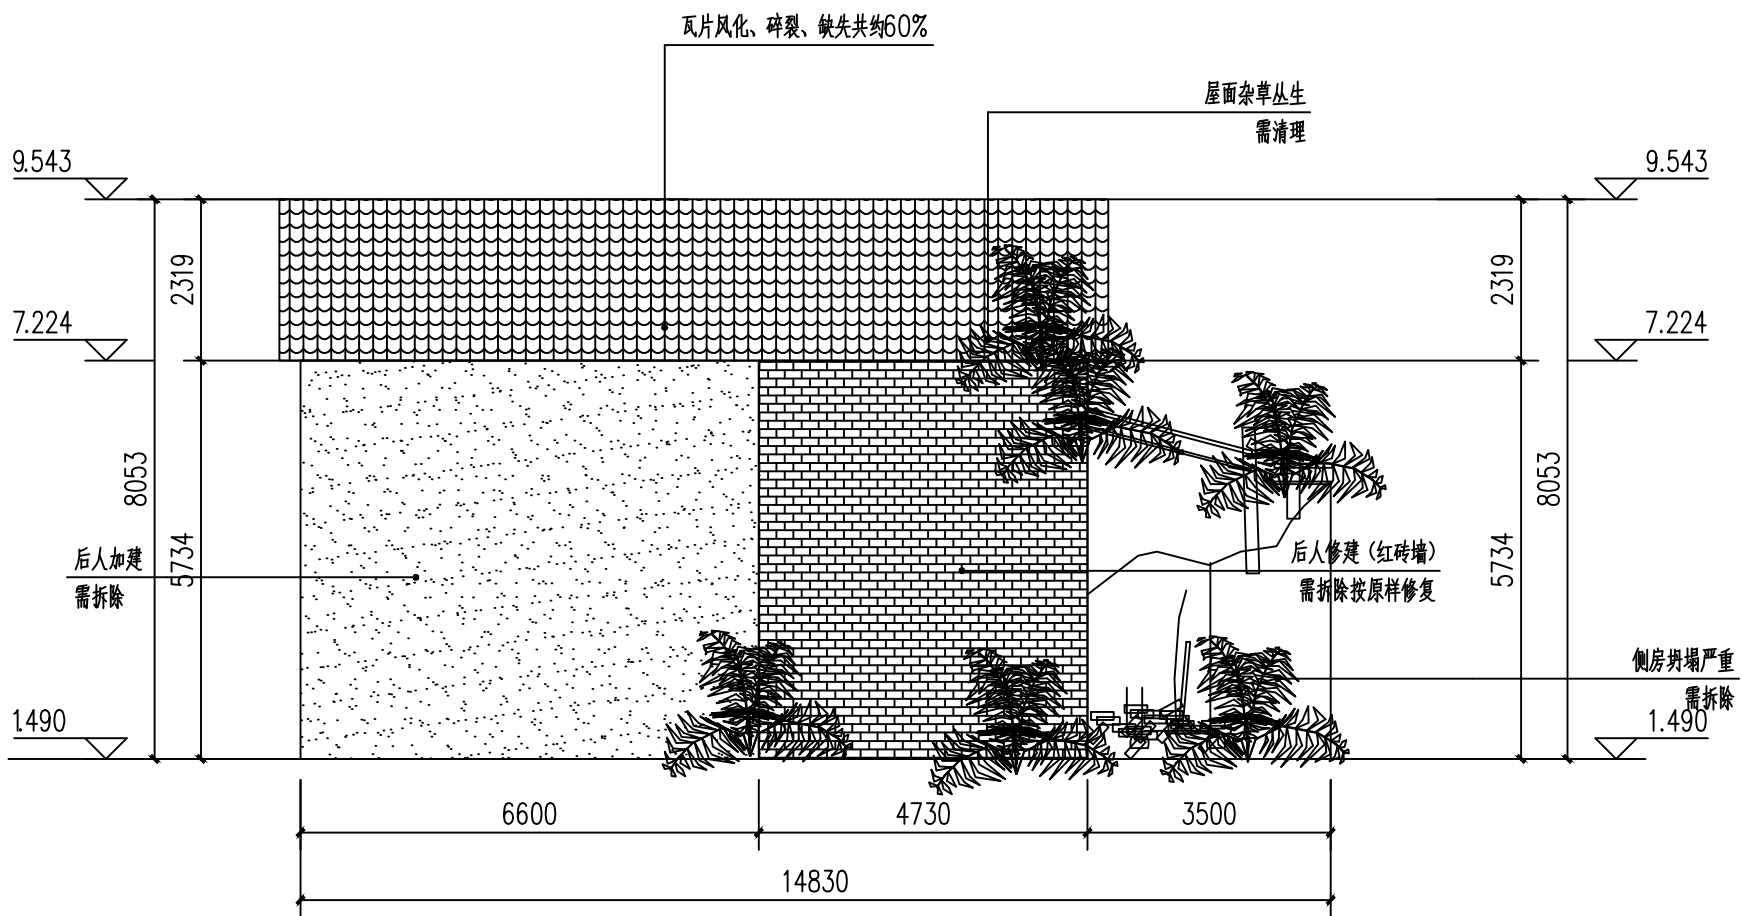 瓦片风化、碎裂、缺失共约60%
屋面杂草丛生
需清理
9.543
9.543
2319
2319
7.224
7.224
8053
8053
5734
5734
后人加建
需拆除
后人修建（红砖墙）
需拆除按原样修复
侧房坍塌严重
需拆除
1.490
1.490
6600
4730
3500
14830